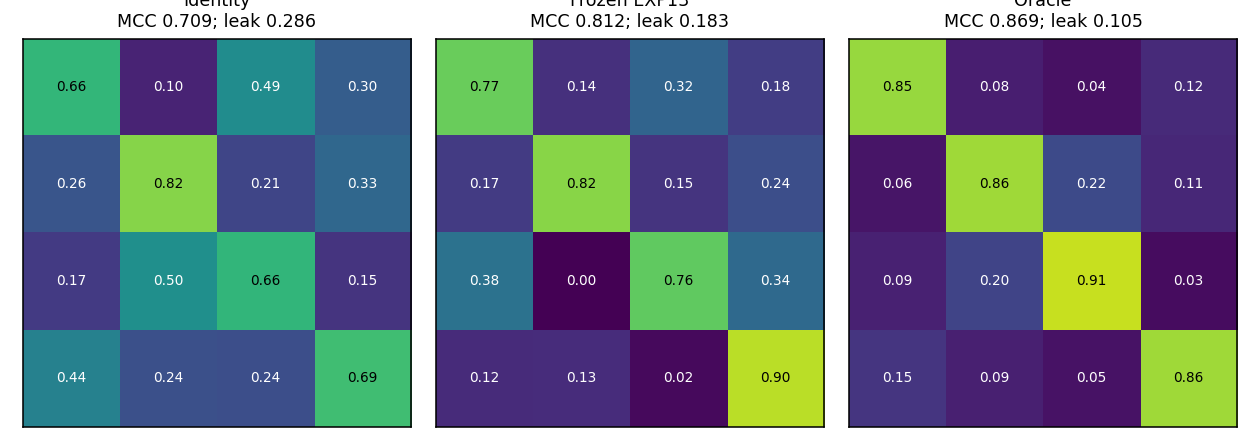 Identity
MCC 0.709; leak 0.286
0.66 0.10 0.49 0.30
0.26 0.82 0.21 0.33
0.17 0.50 0.66 0.15
0.44 0.24 0.24 0.69
Frozen EXP13
MCC 0.812; leak 0.183
0.77 0.14 0.32 0.18
0.17 0.82 0.15 0.24
0.38 0.00 0.76 0.34
0.12 0.13 0.02 0.90
Oracle
MCC 0.869; leak 0.105
0.85 0.08 0.04 0.12
0.06 0.86 0.22 0.11
0.09 0.20 0.91 0.03
0.15 0.09 0.05 0.86